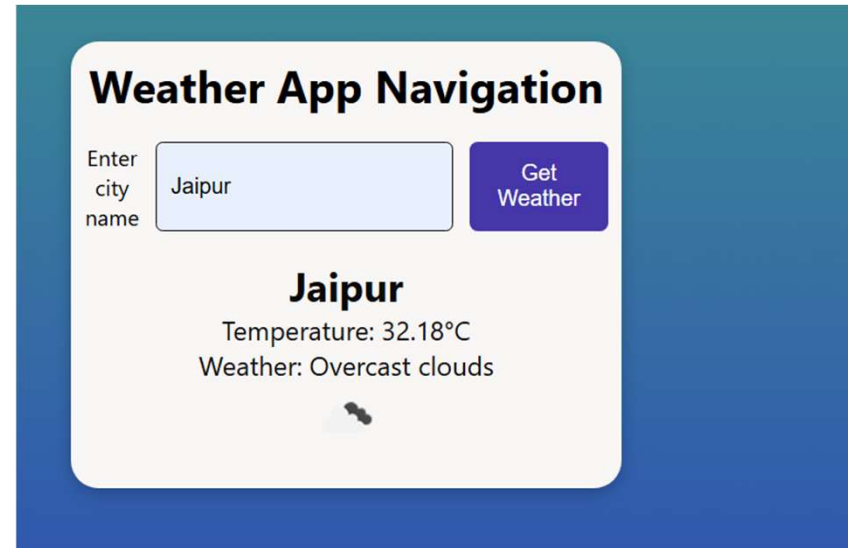 Weather App Navigation
Enter
city
name
Jaipur
Get
Weather
Jaipur
Temperature: 32.18°C
Weather: Overcast clouds